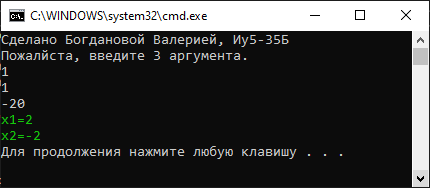 C:\WINDOWS\system32\cmd.exe
Сделано Богдановой Валерией, Иу5-35Б
Пожалйста, введите 3 аргумента.
1
1
-20
x1=2
x2=-2
Для продолжения нажмите любую клавишу . . .